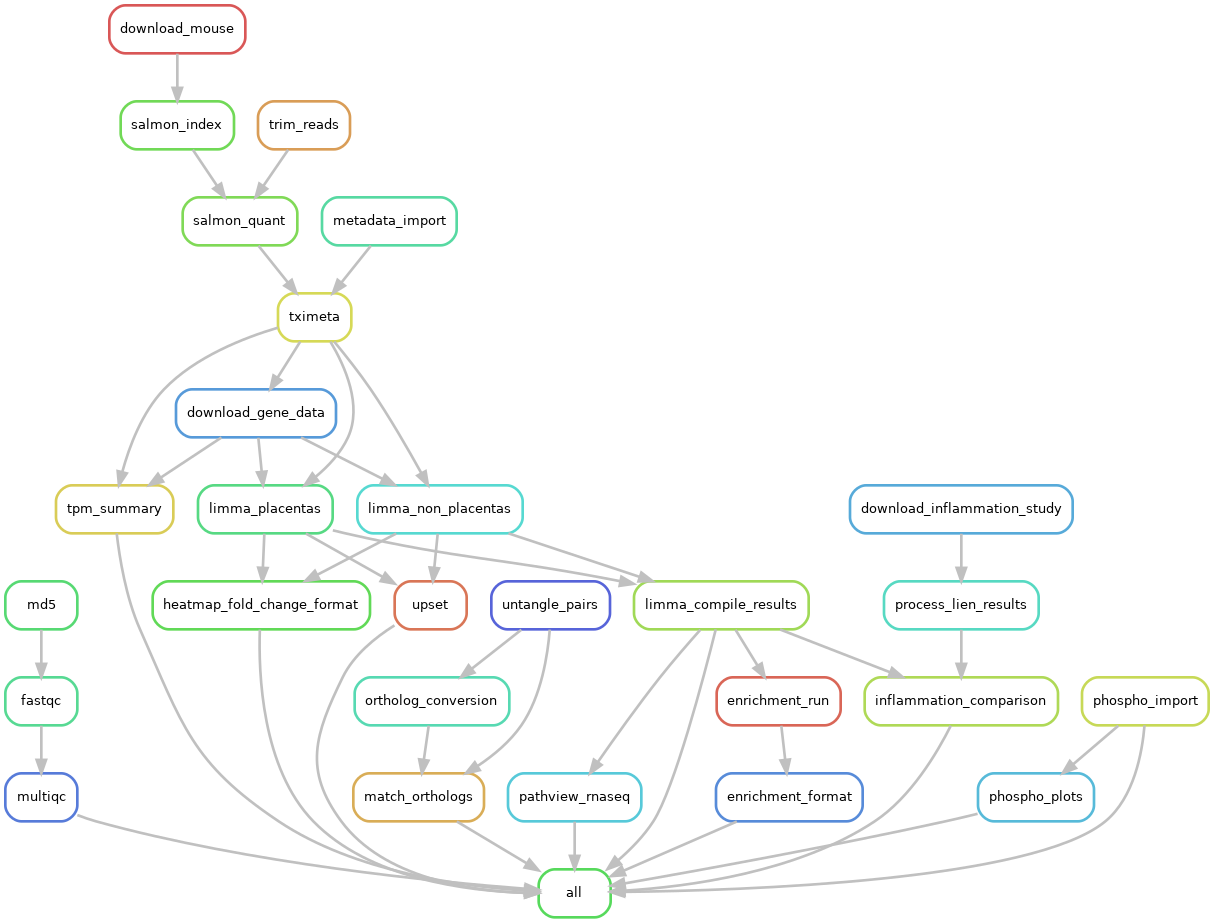 download_mouse
salmon_index
trim_reads
salmon_quant
metadata_import
tximeta
download_gene_data
tpm_summary
limma_placentas
limma_non_placentas
download_inflammation_study
md5
heatmap_fold_change_format
upset
untangle_pairs
limma_compile_results
process_lien_results
fastqc
ortholog_conversion
enrichment_run
inflammation_comparison
phospho_import
multiqc
match_orthologs
pathview_rnaseq
enrichment_format
phospho_plots
all